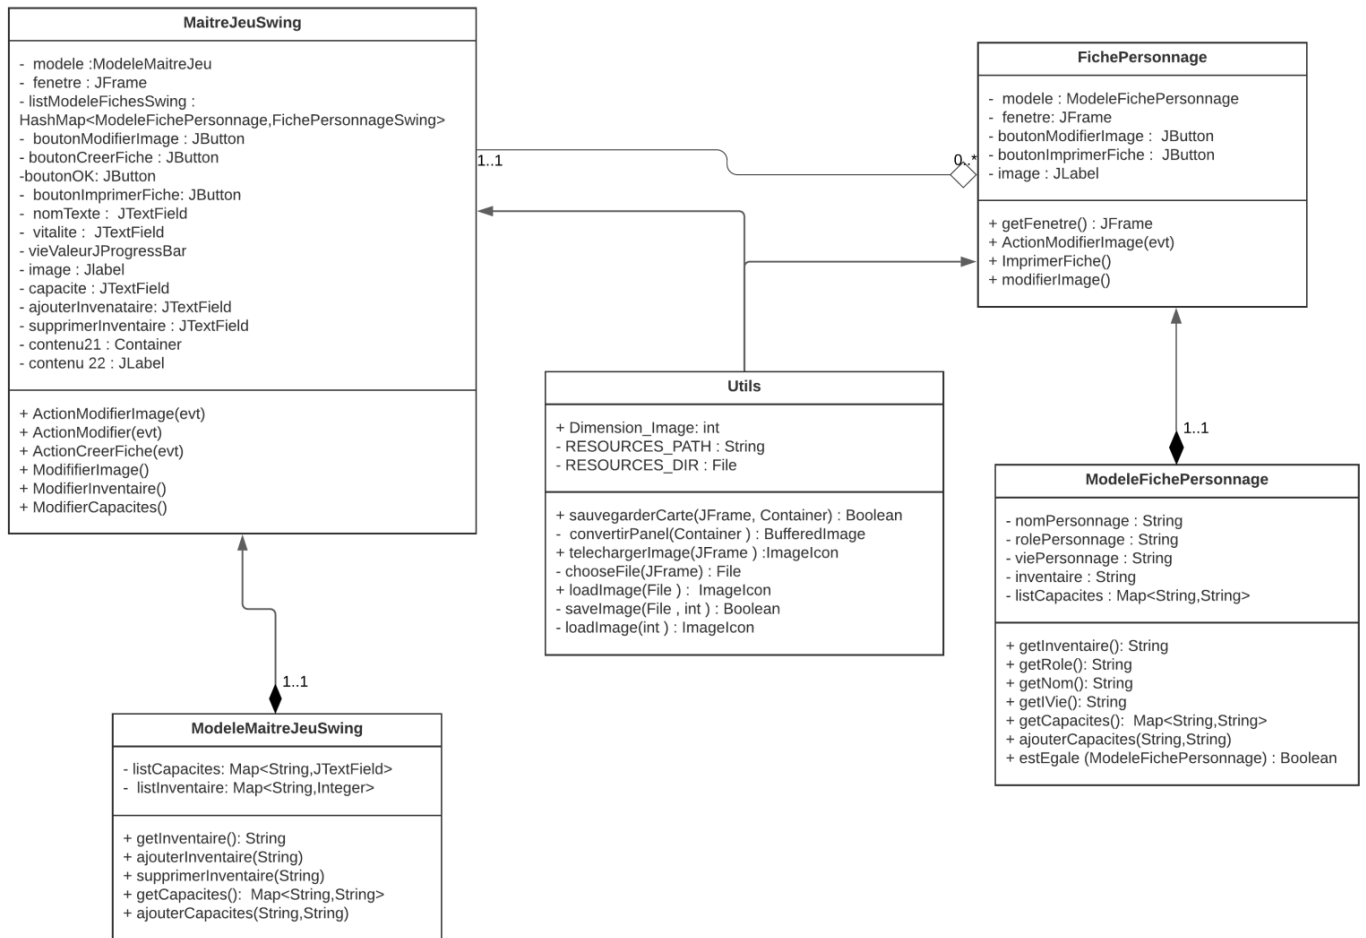 MaitreJeuSwing
- modele :ModeleMaitreJeu
- fenetre : JFrame
- listModeleFichesSwing :
HashMap<ModeleFichePersonnage,FichePersonnageSwing>
- boutonModifierImage : JButton
- boutonCreerFiche : JButton
-boutonOK: JButton
- boutonImprimerFiche: JButton
- nomTexte : JTextField
- vitalite : JTextField
- vieValeurJProgressBar
- image : Jlabel
- capacite : JTextField
- ajouterInvenataire: JTextField
- supprimerInventaire : JTextField
- contenu21 : Container
- contenu 22 : JLabel
+ ActionModifierImage(evt)
+ ActionModifier(evt)
+ ActionCreerFiche(evt)
+ ModififierImage()
+ ModifierInventaire()
+ ModifierCapacites()
1..1
0..*
FichePersonnage
- modele : ModeleFichePersonnage
- fenetre: JFrame
- boutonModifierImage : JButton
- boutonImprimerFiche : JButton
- image : JLabel
+ getFenetre() : JFrame
+ ActionModifierImage(evt)
+ ImprimerFiche()
+ modifierImage()
Utils
+ Dimension_Image: int
- RESOURCES_PATH : String
- RESOURCES_DIR : File
+ sauvegarderCarte(JFrame, Container) : Boolean
- convertirPanel(Container ) : BufferedImage
+ telechargerImage(JFrame ) :ImageIcon
- chooseFile(JFrame) : File
+ loadImage(File ) : ImageIcon
- saveImage(File , int ) : Boolean
- loadImage(int ) : ImageIcon
1..1
ModeleFichePersonnage
- nomPersonnage : String
- rolePersonnage : String
- viePersonnage : String
- inventaire : String
- listCapacites : Map<String,String>
+ getInventaire(): String
+ getRole(): String
+ getNom(): String
+ getIVie(): String
+ getCapacites(): Map<String,String>
+ ajouterCapacites(String,String)
+ estEgale (ModeleFichePersonnage) : Boolean
1..1
ModeleMaitreJeuSwing
- listCapacites: Map<String,JTextField>
- listInventaire: Map<String,Integer>
+ getInventaire(): String
+ ajouterInventaire(String)
+ supprimerInventaire(String)
+ getCapacites(): Map<String,String>
+ ajouterCapacites(String,String)